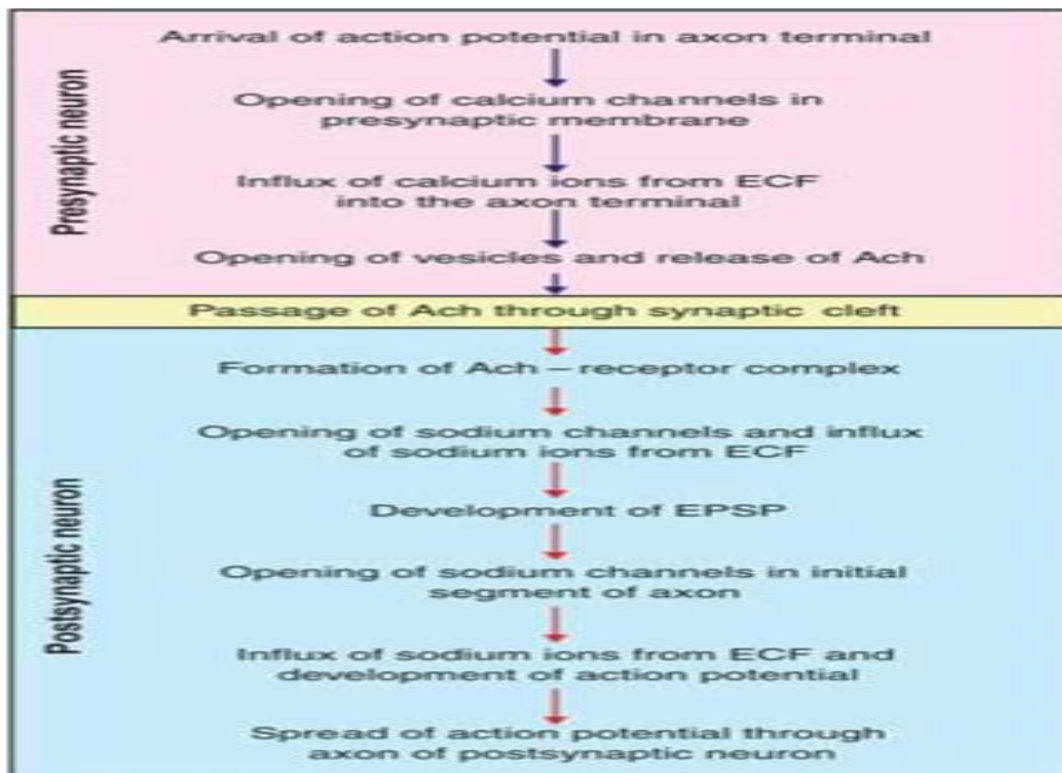 Presynaptic neuron
Arrival of action potential in axon terminal
Opening of calcium channels in
presynaptic membrane
Influx of calcium ions from ECF
into the axon terminal
Opening of vesicles and release of Ach
Passage of Ach through synaptic cleft
Postsynaptic neuron
Formation of Ach – receptor complex
Opening of sodium channels and influx
of sodium ions from ECF
Development of EPSP
Opening of sodium channels in initial
segment of axon
Influx of sodium ions from ECF and
development of action potential
Spread of action potential through
axon of postsynaptic neuron